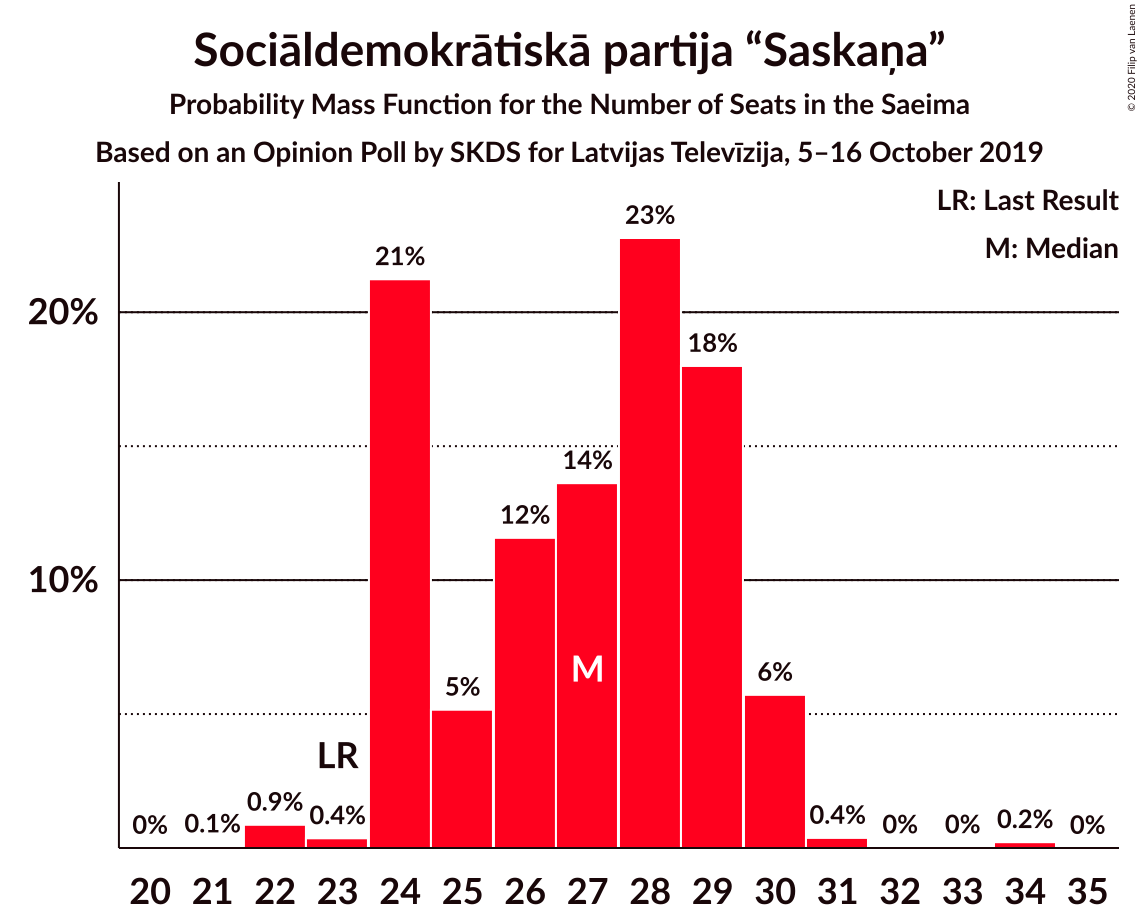 Sociāldemokrātiskā partija “Saskaņa”
Probability Mass Function for the Number of Seats in the Saeima
Based on an Opinion Poll by SKDS for Latvijas Televīzija, 5–16 October 2019
© 2020 Filip van Laenen
LR: Last Result
M: Median
20%
10%
0%
0.1%
0.9%
0.4%
LR
21%
5%
12%
14%
M
23%
18%
6%
0.4%
0%
0%
0.2%
0%
20 21 22 23 24 25 26 27 28 29 30 31 32 33 34 35